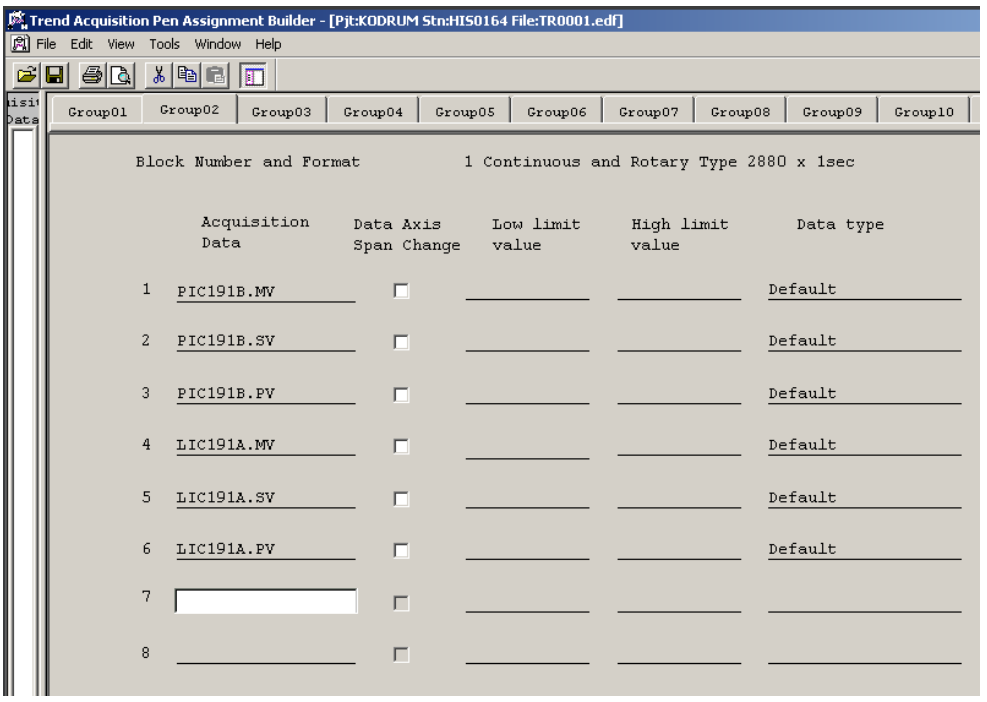 Trend Acquisition Pen Assignment Builder - [Pjt:KODRUM Stn:HIS0164 File:TR0001.edf]
File Edit View Tools Window Help
Group01 Group02 Group03 Group04 Group05 Group06 Group07 Group08 Group09 Group10
Data
Block Number and Format 1 Continuous and Rotary Type 2880 x 1sec
Acquisition Data Axis Low limit High limit Data type
Data Span Change value value
1 PIC191B.MV Default
2 PIC191B.SV Default
3 PIC191B.PV Default
4 LIC191A.MV Default
5 LIC191A.SV Default
6 LIC191A.PV Default
7
8